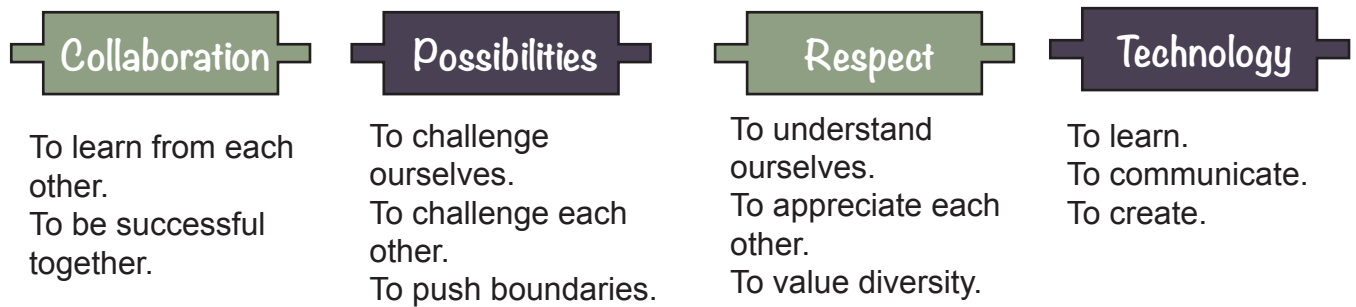 Collaboration
To learn from each
other.
To be successful
together.
Possibilities
To challenge
ourselves.
To challenge each
other.
To push boundaries.
Respect
To understand
ourselves.
To appreciate each
other.
To value diversity.
Technology
To learn.
To communicate.
To create.